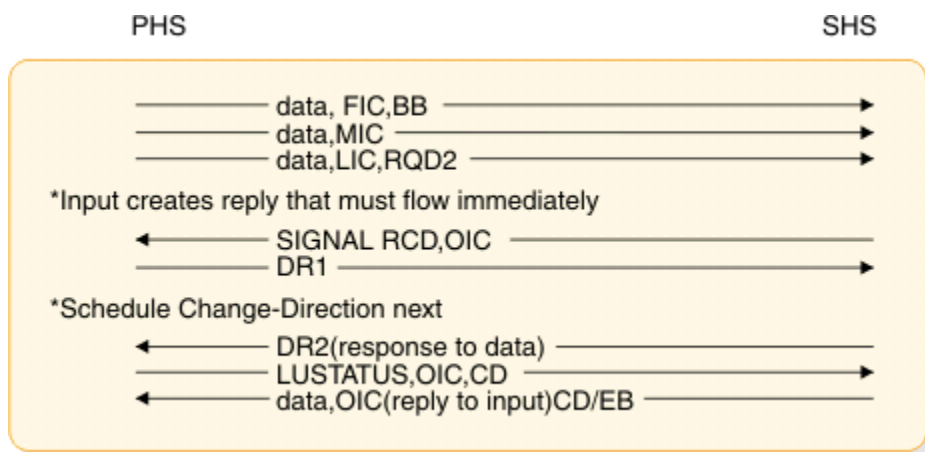 PHS SHS
data, FIC,BB
data,MIC
data,LIC,RQD2
*Input creates reply that must flow immediately
SIGNAL RCD,OIC
DR1
*Schedule Change-Direction next
DR2(response to data)
LUSTATUS,OIC,CD
data,OIC(reply to input)CD/EB